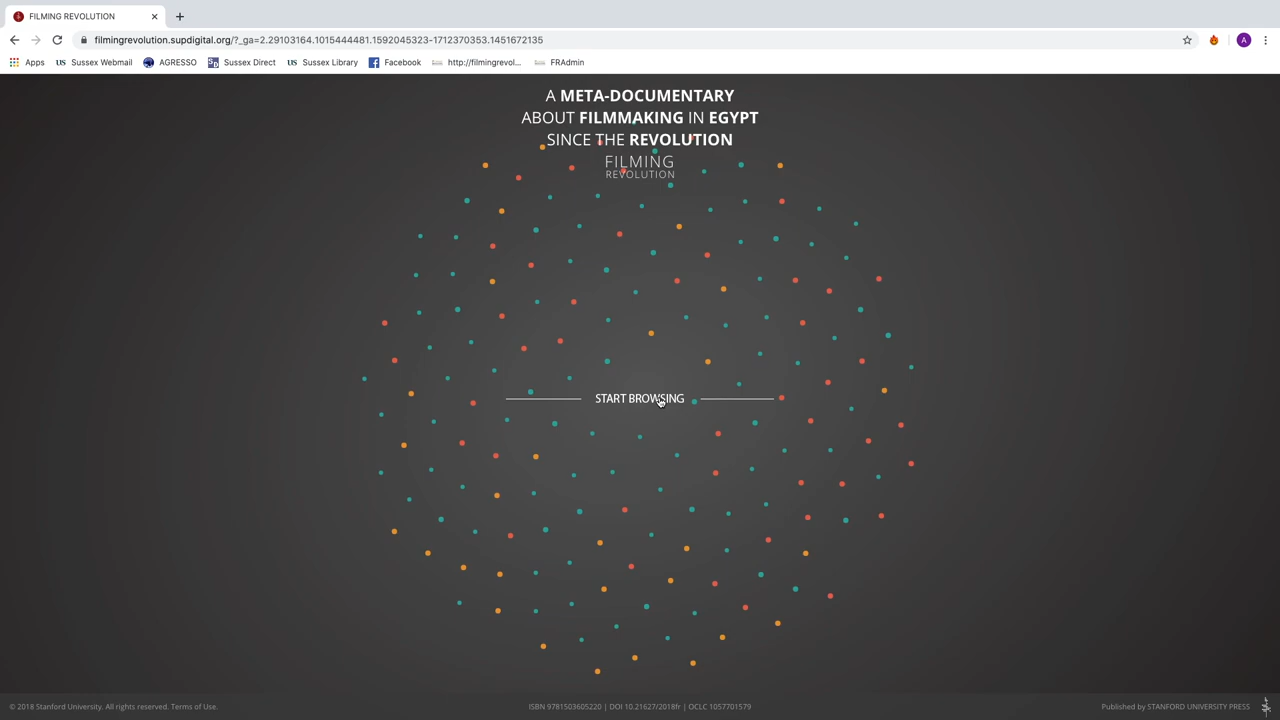 FILMING REVOLUTION
filmingrevolution.supdigital.org/?_ga=2.29103164.1015444481.1592045323-1712370353.1451672135
A
Apps US Sussex Webmail AGRESSO Sussex Direct US Sussex Library Facebook http://filmingrevol... FRAdmin
A META-DOCUMENTARY
ABOUT FILMMAKING IN EGYPT
SINCE THE REVOLUTION
FILMING
REVOLUTION
START BROWSING
© 2018 Stanford University. All rights reserved. Terms of Use. ISBN 9781503605220 | DOI 10.21627/2018fr | OCLC 1057701579 Published by STANFORD UNIVERSITY PRESS